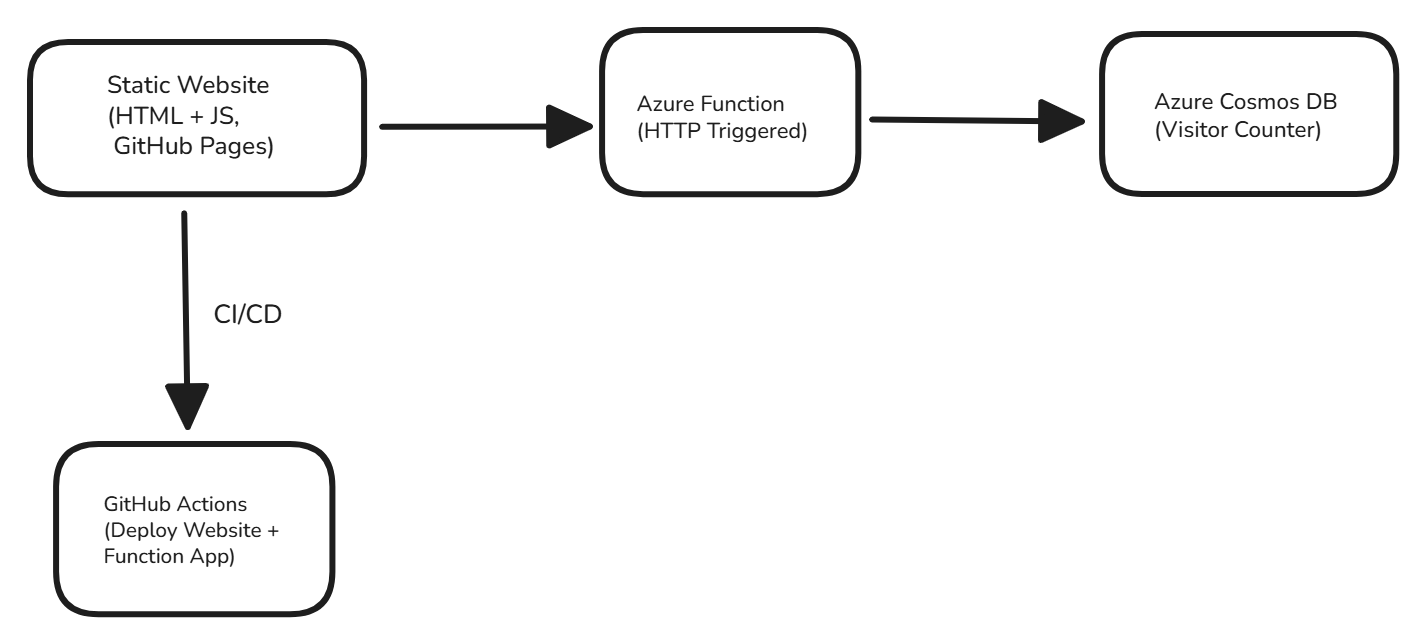 Static Website
(HTML + JS,
GitHub Pages)
Azure Function
(HTTP Triggered)
Azure Cosmos DB
(Visitor Counter)
CI/CD
GitHub Actions
(Deploy Website +
Function App)